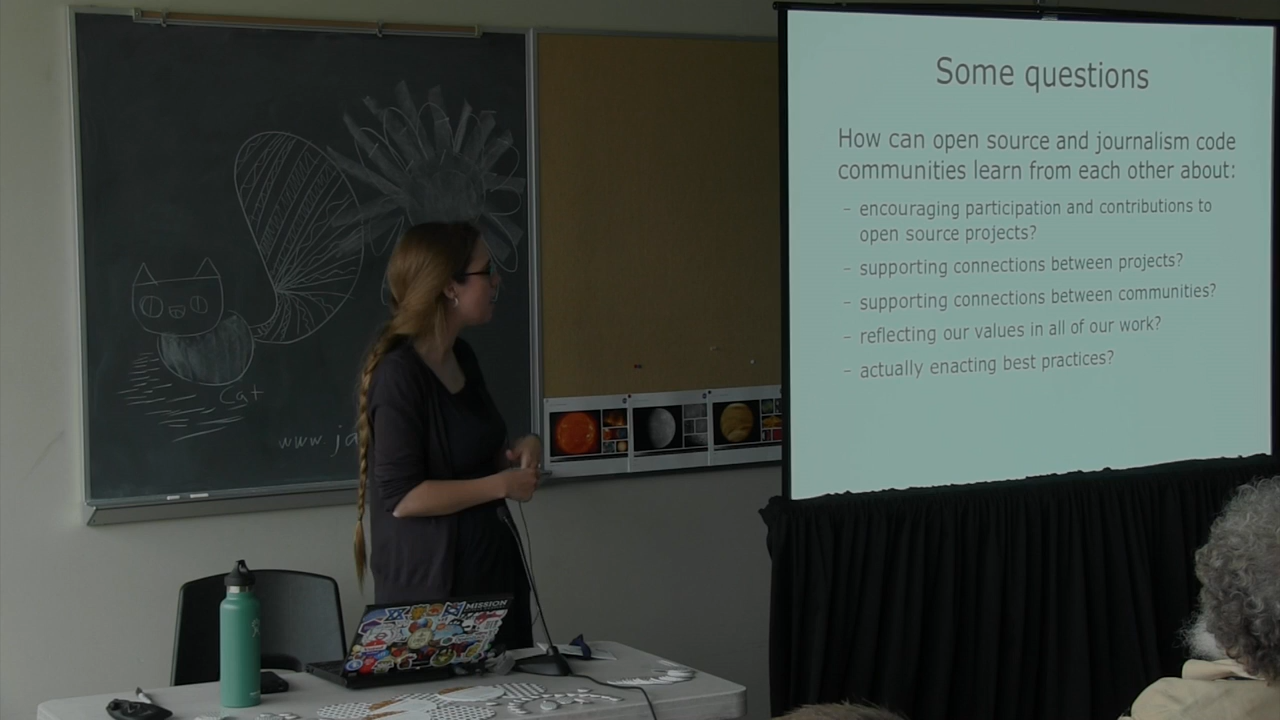 Some questions
How can open source and journalism code
communities learn from each other about:
– encouraging participation and contributions to
open source projects?
– supporting connections between projects?
– supporting connections between communities?
– reflecting our values in all of our work?
– actually enacting best practices?
Cat
www.ja
MISSION